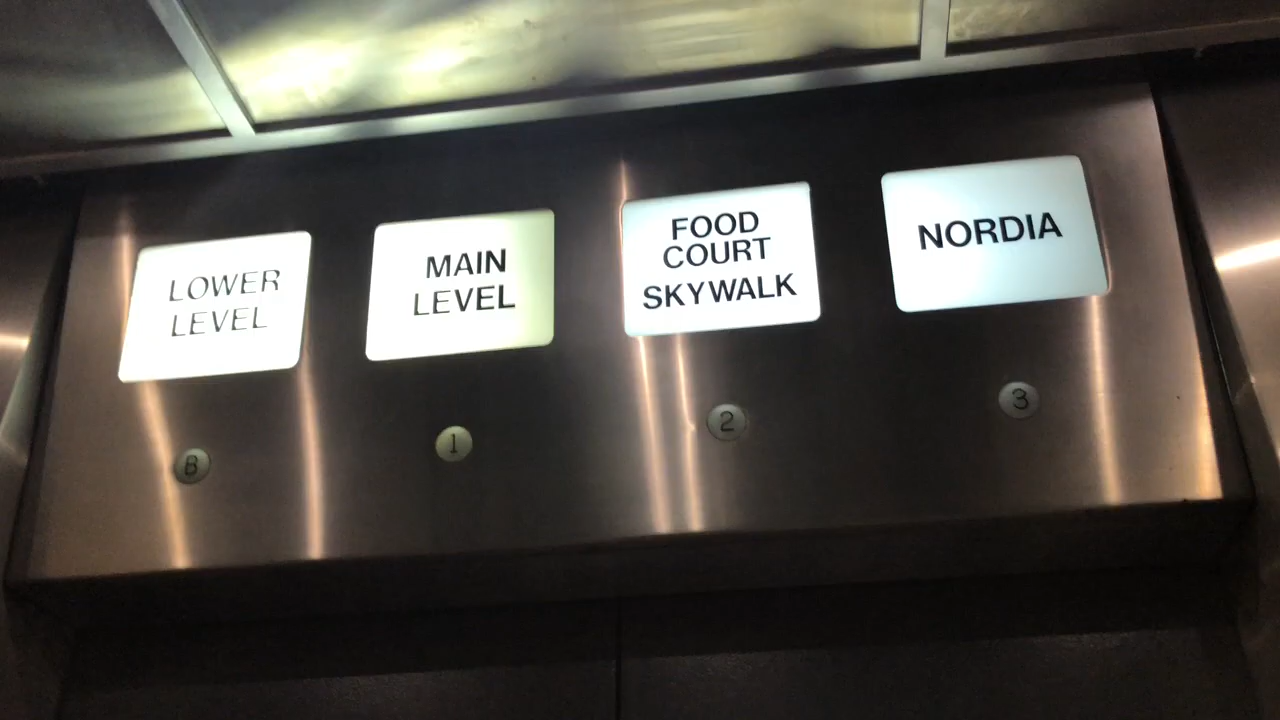 LOWER
LEVEL
MAIN
LEVEL
FOOD
COURT
SKYWALK
NORDIA
B
1
2
3